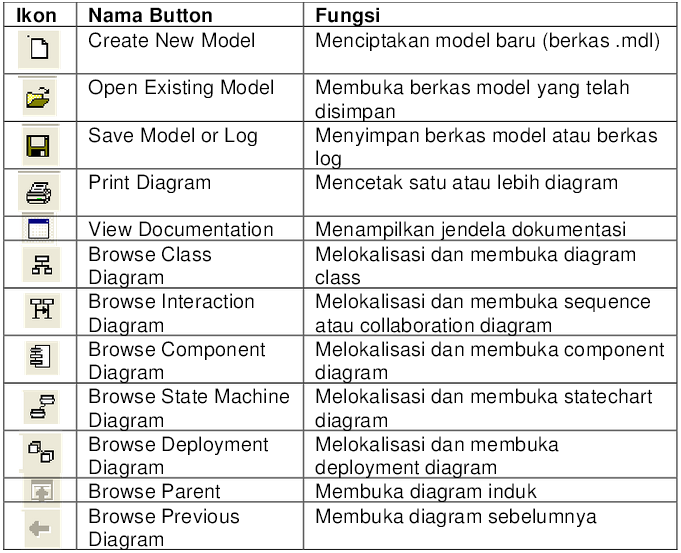 Ikon Nama Button Fungsi
Create New Model Menciptakan model baru (berkas .mdl)
Open Existing Model Membuka berkas model yang telah
disimpan
Save Model or Log Menyimpan berkas model atau berkas
log
Print Diagram Mencetak satu atau lebih diagram
View Documentation Menampilkan jendela dokumentasi
Browse Class Melokalisasi dan membuka diagram
Diagram class
Browse Interaction Melokalisasi dan membuka sequence
Diagram atau collaboration diagram
Browse Component Melokalisasi dan membuka component
Diagram diagram
Browse State Machine Melokalisasi dan membuka statechart
Diagram diagram
Browse Deployment Melokalisasi dan membuka
Diagram deployment diagram
Browse Parent Membuka diagram induk
Browse Previous Membuka diagram sebelumnya
Diagram